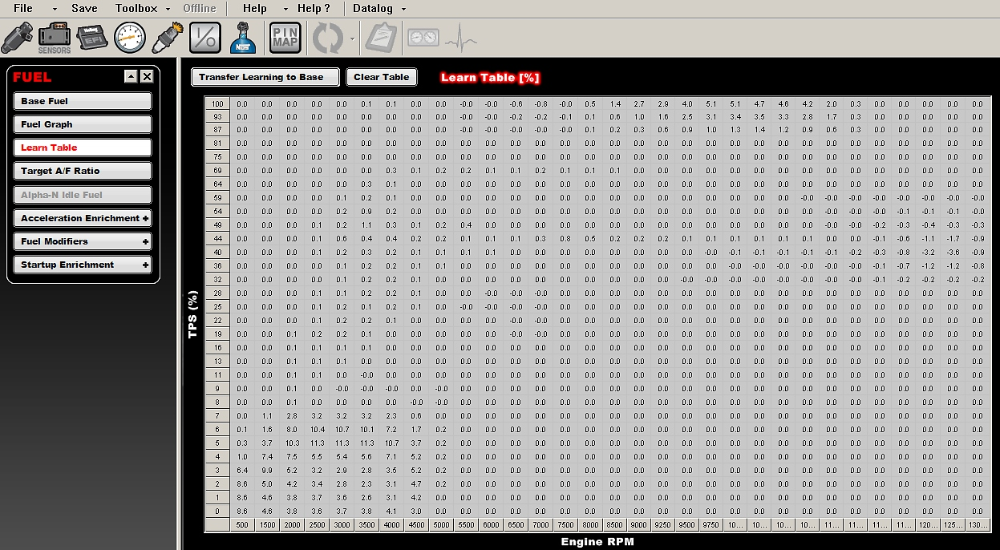 File Save Toolbox Offline Help Help ? Datalog
SENSORS Holley EFI I/O NOS PIN MAP
FUEL
Base Fuel
Fuel Graph
Learn Table
Target A/F Ratio
Alpha-N Idle Fuel
Acceleration Enrichment +
Fuel Modifiers +
Startup Enrichment +
Transfer Learning to Base Clear Table Learn Table [%]
TPS (%)
100 0.0 0.0 0.0 0.0 0.0 0.1 0.1 0.0 0.0 -0.0 -0.0 -0.6 -0.8 -0.0 0.5 1.4 2.7 2.9 4.0 5.1 5.1 4.7 4.6 4.2 2.0 0.3 0.0 0.0 0.0 0.0 0.0
93 0.0 0.0 0.0 0.0 0.0 0.0 0.0 0.0 0.0 -0.0 -0.0 -0.2 -0.2 -0.1 0.1 0.6 1.0 1.6 2.5 3.1 3.4 3.5 3.3 2.8 1.7 0.3 0.0 0.0 0.0 0.0 0.0
87 0.0 0.0 0.0 0.0 0.0 0.0 0.0 0.0 0.0 -0.0 -0.0 -0.0 -0.0 -0.0 0.1 0.2 0.3 0.6 0.9 1.0 1.3 1.4 1.2 0.9 0.6 0.3 0.0 0.0 0.0 0.0 0.0
81 0.0 0.0 0.0 0.0 0.0 0.0 0.0 0.0 0.0 0.0 0.0 0.0 0.0 0.0 0.0 0.0 0.0 0.0 0.0 0.0 0.0 0.0 0.0 0.0 0.0 0.0 0.0 0.0 0.0 0.0 0.0
75 0.0 0.0 0.0 0.0 0.0 0.0 0.0 0.0 0.0 0.0 0.0 0.0 0.0 0.0 0.0 0.0 0.0 0.0 0.0 0.0 0.0 0.0 0.0 0.0 0.0 0.0 0.0 0.0 0.0 0.0 0.0
69 0.0 0.0 0.0 0.0 0.0 0.0 0.3 0.1 0.2 0.2 0.1 0.1 0.2 0.1 0.1 0.1 0.0 0.0 0.0 0.0 0.0 0.0 0.0 0.0 0.0 0.0 0.0 0.0 0.0 0.0 0.0
64 0.0 0.0 0.0 0.0 0.0 0.3 0.1 0.0 0.0 0.0 0.0 0.0 0.0 0.0 0.0 0.0 0.0 0.0 0.0 0.0 0.0 0.0 0.0 0.0 0.0 0.0 0.0 0.0 0.0 0.0 0.0
59 0.0 0.0 0.0 0.0 0.1 0.2 0.1 0.0 0.0 0.0 0.0 0.0 0.0 0.0 0.0 0.0 0.0 0.0 0.0 0.0 0.0 0.0 0.0 -0.0 -0.0 -0.0 -0.0 -0.0 -0.0 -0.0 -0.0
54 0.0 0.0 0.0 0.0 0.2 0.9 0.2 0.0 0.0 0.0 0.0 0.0 0.0 0.0 0.0 0.0 0.0 0.0 0.0 0.0 0.0 0.0 0.0 0.0 -0.0 -0.0 -0.0 -0.1 -0.1 -0.1 -0.0
49 0.0 0.0 0.0 0.1 0.2 1.1 0.3 0.1 0.2 0.4 0.0 0.0 0.0 0.0 0.0 0.0 0.0 0.0 0.0 0.0 0.0 0.0 0.0 0.0 -0.0 -0.0 -0.2 -0.3 -0.4 -0.3 -0.3
44 0.0 0.0 0.0 0.1 0.6 0.4 0.4 0.2 0.2 0.1 0.1 0.1 0.3 0.8 0.5 0.2 0.2 0.2 0.1 0.1 0.1 0.1 0.1 0.1 0.0 0.0 -0.1 -0.6 -1.1 -1.7 -0.9
40 0.0 0.0 0.0 0.1 0.2 0.3 0.2 0.1 0.1 0.1 0.1 0.0 0.0 0.0 0.0 0.0 0.0 0.0 0.0 -0.0 -0.1 -0.1 -0.1 -0.1 -0.1 -0.2 -0.3 -0.8 -3.2 -3.6 -0.9
36 0.0 0.0 0.0 0.0 0.1 0.2 0.2 0.1 0.1 0.0 0.0 0.0 0.0 0.0 0.0 0.0 0.0 0.0 0.0 0.0 -0.0 -0.0 -0.0 -0.0 -0.0 -0.0 -0.1 -0.7 -1.2 -1.2 -0.8
32 0.0 0.0 0.0 0.0 0.1 0.2 0.2 0.1 0.0 0.0 0.0 0.0 0.0 0.0 0.0 0.0 0.0 0.0 -0.0 -0.0 -0.0 -0.0 -0.0 -0.0 -0.0 -0.0 -0.1 -0.2 -0.2 -0.2 -0.2
28 0.0 0.0 0.0 0.1 0.1 0.2 0.2 0.1 0.0 0.0 -0.0 -0.0 -0.0 0.0 0.0 0.0 0.0 0.0 0.0 0.0 0.0 0.0 0.0 0.0 0.0 0.0 0.0 0.0 0.0 0.0 0.0
25 0.0 0.0 0.0 0.1 0.2 0.1 0.2 0.1 0.0 -0.0 -0.0 -0.0 -0.0 0.0 0.0 0.0 0.0 0.0 0.0 0.0 0.0 0.0 0.0 0.0 0.0 0.0 0.0 0.0 0.0 0.0 0.0
22 0.0 0.0 0.0 0.1 0.2 0.2 0.1 0.0 0.0 0.0 0.0 -0.0 -0.0 0.0 0.0 0.0 0.0 0.0 0.0 0.0 0.0 0.0 0.0 0.0 0.0 0.0 0.0 0.0 0.0 0.0 0.0
19 0.0 0.0 0.1 0.2 0.2 0.1 0.0 0.0 0.0 0.0 0.0 -0.0 -0.0 0.0 0.0 0.0 0.0 0.0 0.0 0.0 0.0 0.0 0.0 0.0 0.0 0.0 0.0 0.0 0.0 0.0 0.0
16 0.0 0.0 0.1 0.1 0.1 0.1 0.0 0.0 0.0 0.0 0.0 0.0 0.0 0.0 0.0 0.0 0.0 0.0 0.0 0.0 0.0 0.0 0.0 0.0 0.0 0.0 0.0 0.0 0.0 0.0 0.0
13 0.0 0.0 0.1 0.1 0.1 0.0 0.0 0.0 0.0 0.0 0.0 0.0 0.0 0.0 0.0 0.0 0.0 0.0 0.0 0.0 0.0 0.0 0.0 0.0 0.0 0.0 0.0 0.0 0.0 0.0 0.0
11 0.0 0.0 0.1 0.1 0.0 -0.0 0.0 0.0 0.0 0.0 0.0 0.0 0.0 0.0 0.0 0.0 0.0 0.0 0.0 0.0 0.0 0.0 0.0 0.0 0.0 0.0 0.0 0.0 0.0 0.0 0.0
9 0.0 0.0 0.1 0.0 -0.0 -0.0 -0.0 -0.0 -0.0 0.0 0.0 0.0 0.0 0.0 0.0 0.0 0.0 0.0 0.0 0.0 0.0 0.0 0.0 0.0 0.0 0.0 0.0 0.0 0.0 0.0 0.0
8 0.0 0.0 0.1 0.0 0.0 0.0 0.0 -0.0 -0.0 0.0 0.0 0.0 0.0 0.0 0.0 0.0 0.0 0.0 0.0 0.0 0.0 0.0 0.0 0.0 0.0 0.0 0.0 0.0 0.0 0.0 0.0
7 0.0 1.1 2.8 3.2 3.2 3.2 2.3 0.6 0.0 0.0 0.0 0.0 0.0 0.0 0.0 0.0 0.0 0.0 0.0 0.0 0.0 0.0 0.0 0.0 0.0 0.0 0.0 0.0 0.0 0.0 0.0
6 0.1 1.6 8.0 10.4 10.7 10.1 7.2 1.7 0.2 0.0 0.0 0.0 0.0 0.0 0.0 0.0 0.0 0.0 0.0 0.0 0.0 0.0 0.0 0.0 0.0 0.0 0.0 0.0 0.0 0.0 0.0
5 0.3 3.7 10.3 11.3 11.3 11.3 10.7 3.7 0.2 0.0 0.0 0.0 0.0 0.0 0.0 0.0 0.0 0.0 0.0 0.0 0.0 0.0 0.0 0.0 0.0 0.0 0.0 0.0 0.0 0.0 0.0
4 1.0 7.4 7.5 5.5 5.4 5.6 7.1 5.2 0.2 0.0 0.0 0.0 0.0 0.0 0.0 0.0 0.0 0.0 0.0 0.0 0.0 0.0 0.0 0.0 0.0 0.0 0.0 0.0 0.0 0.0 0.0
3 6.4 9.9 5.2 3.2 2.9 2.8 3.5 5.2 0.2 0.0 0.0 0.0 0.0 0.0 0.0 0.0 0.0 0.0 0.0 0.0 0.0 0.0 0.0 0.0 0.0 0.0 0.0 0.0 0.0 0.0 0.0
2 8.6 5.0 4.2 3.4 2.8 2.3 3.1 4.7 0.2 0.0 0.0 0.0 0.0 0.0 0.0 0.0 0.0 0.0 0.0 0.0 0.0 0.0 0.0 0.0 0.0 0.0 0.0 0.0 0.0 0.0 0.0
1 8.6 4.6 3.8 3.7 3.6 2.6 3.1 4.2 0.0 0.0 0.0 0.0 0.0 0.0 0.0 0.0 0.0 0.0 0.0 0.0 0.0 0.0 0.0 0.0 0.0 0.0 0.0 0.0 0.0 0.0 0.0
0 8.6 4.6 3.8 3.6 3.7 3.8 4.1 3.0 0.0 0.0 0.0 0.0 0.0 0.0 0.0 0.0 0.0 0.0 0.0 0.0 0.0 0.0 0.0 0.0 0.0 0.0 0.0 0.0 0.0 0.0 0.0
500 1500 2000 2500 3000 3500 4000 4500 5000 5500 6000 6500 7000 7500 8000 8500 9000 9250 9500 9750 10... 10... 10... 10... 11... 11... 11... 11... 120... 125... 130...
Engine RPM